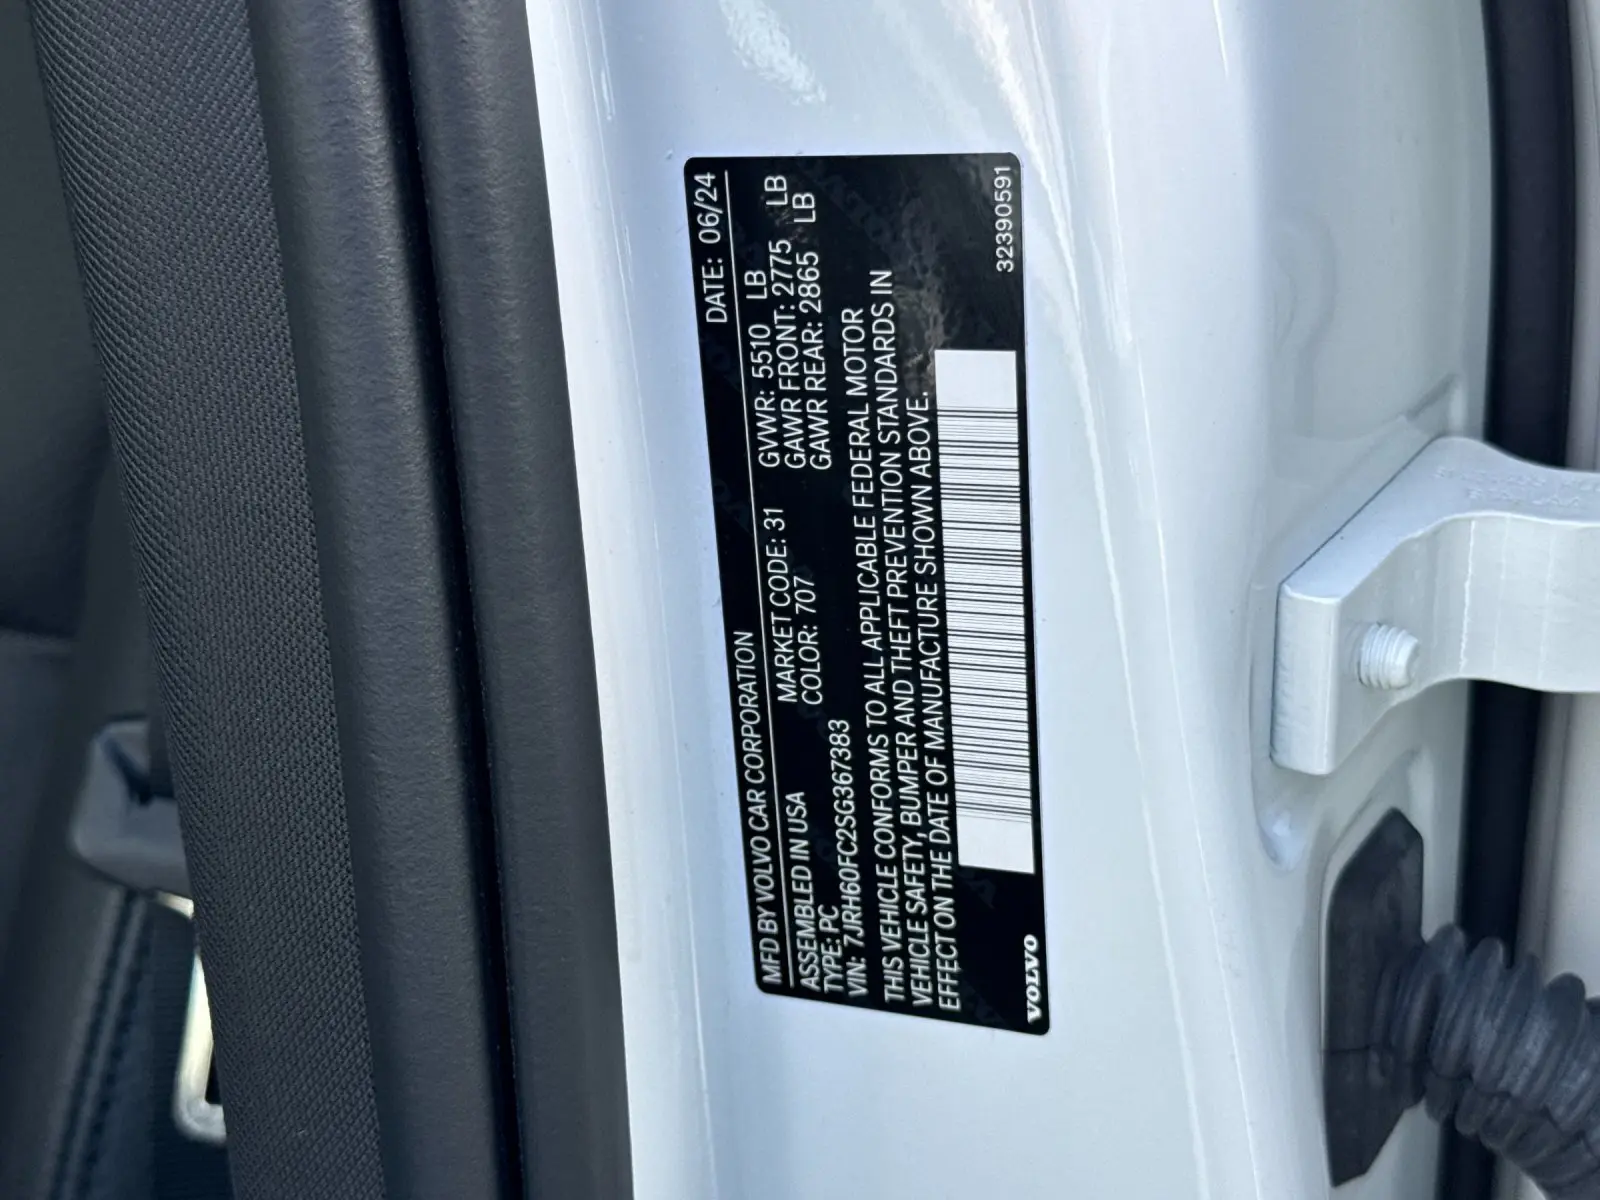 MFD BY VOLVO CAR CORPORATION DATE: 06/24
ASSEMBLED IN USA MARKET CODE: 31 GVWR: 5510 LB
TYPE: PC COLOR: 707 GAWR FRONT: 2775 LB
VIN: 7JRH60FC2SG367383 GAWR REAR: 2865 LB
THIS VEHICLE CONFORMS TO ALL APPLICABLE FEDERAL MOTOR
VEHICLE SAFETY, BUMPER AND THEFT PREVENTION STANDARDS IN
EFFECT ON THE DATE OF MANUFACTURE SHOWN ABOVE.
VOLVO 32390591